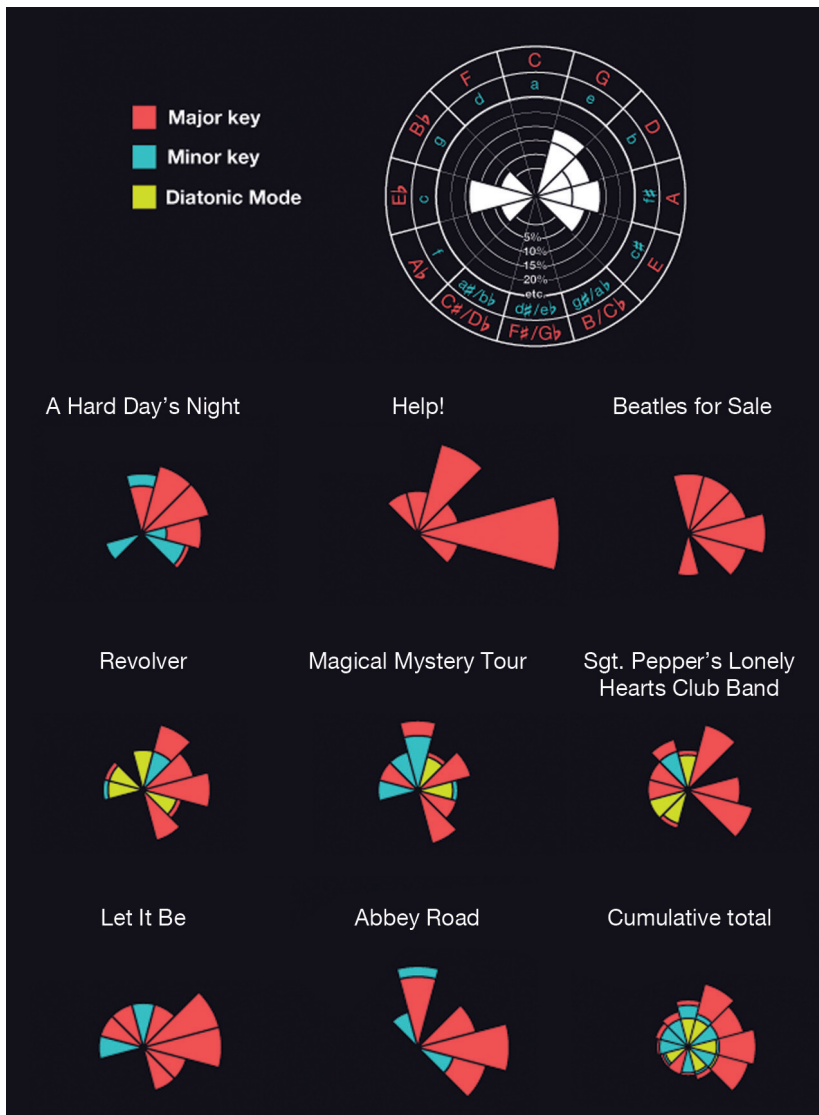 Major key
Minor key
Diatonic Mode
C
G
D
A
E
B/C♭
F♯/G♭
C♯/D♭
A♭
E♭
B♭
F
a
e
b
f♯
c♯
g♯/a♭
d♯/e♭
a♯/b♭
f
c
g
d
5%
10%
15%
20%
etc.
A Hard Day’s Night
Help!
Beatles for Sale
Revolver
Magical Mystery Tour
Sgt. Pepper’s Lonely
Hearts Club Band
Let It Be
Abbey Road
Cumulative total